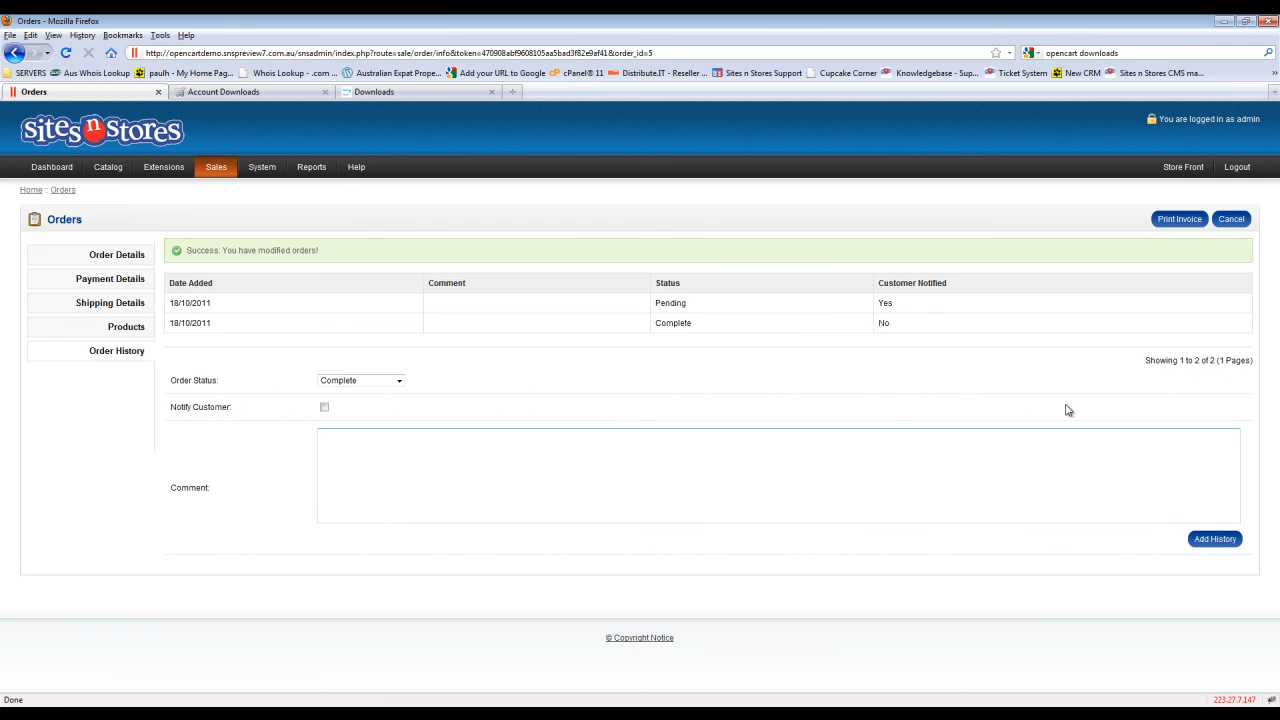 Orders - Mozilla Firefox
File Edit View History Bookmarks Tools Help
http://opencartdemo.snspreview7.com.au/snsadmin/index.php?route=sale/order/info&token=470908abf9608105aa5bad3f82e9af41&order_id=5 opencart downloads
SERVERS Aus Whois Lookup paulh - My Home Pag... Whois Lookup - .com ... Australian Expat Prope... Add your URL to Google cPanel® 11 Distribute.IT - Reseller ... Sites n Stores Support Cupcake Corner Knowledgebase - Sup... Ticket System New CRM Sites n Stores CMS ma... »
Orders Account Downloads Downloads
sites n stores You are logged in as admin
Dashboard Catalog Extensions Sales System Reports Help Store Front Logout
Home :: Orders
Orders Print Invoice Cancel
Order Details
Payment Details
Shipping Details
Products
Order History
Success: You have modified orders!
Date Added Comment Status Customer Notified
18/10/2011 Pending Yes
18/10/2011 Complete No
Showing 1 to 2 of 2 (1 Pages)
Order Status: Complete
Notify Customer:
Comment:
Add History
© Copyright Notice
Done 223.27.7.147